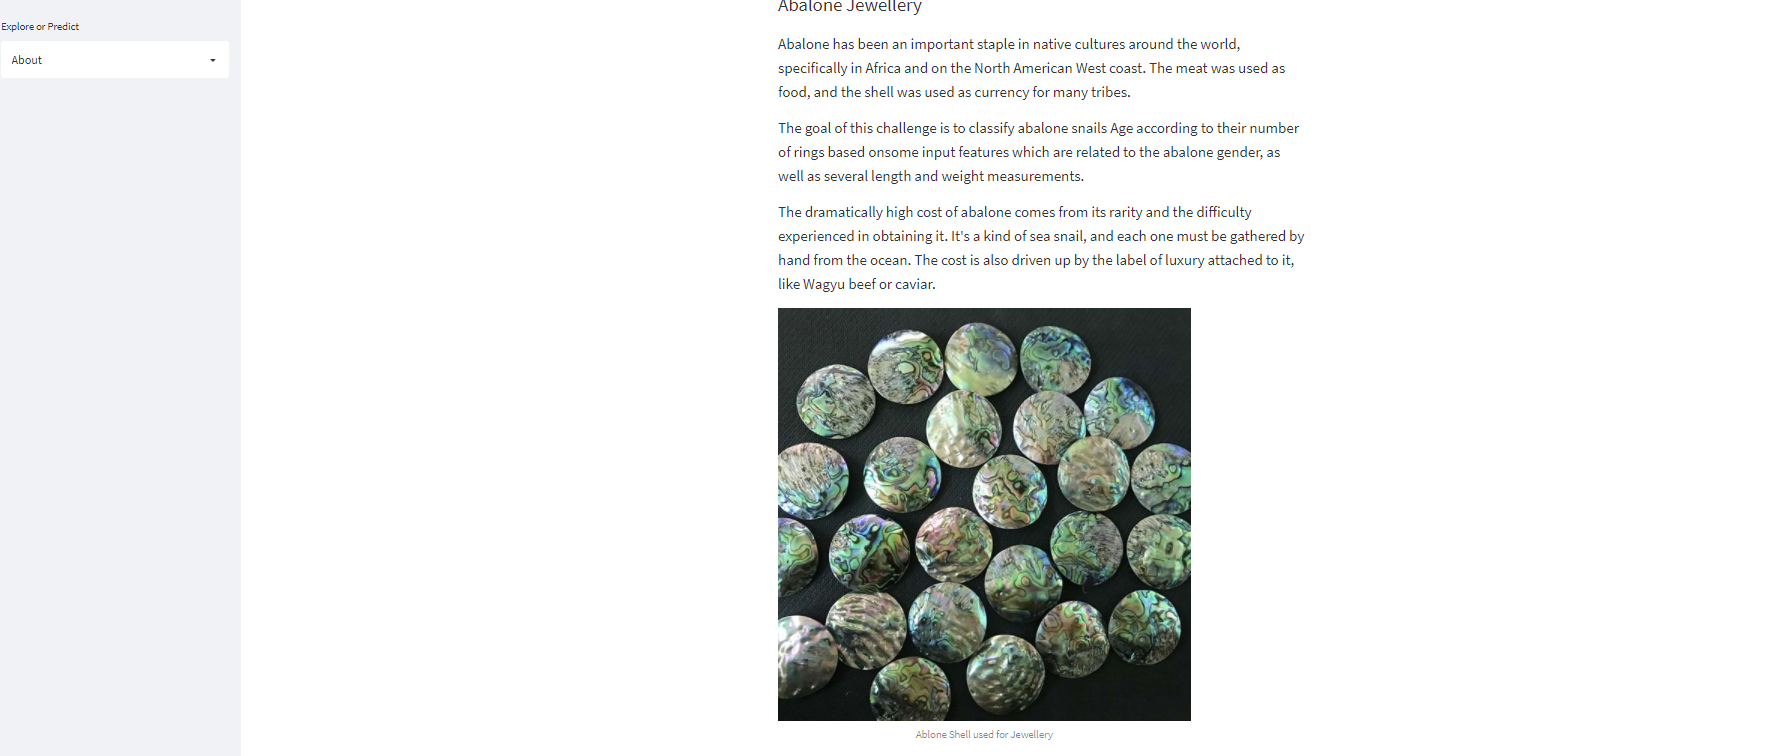 Explore or Predict
About
Abalone Jewellery
Abalone has been an important staple in native cultures around the world,
specifically in Africa and on the North American West coast. The meat was used as
food, and the shell was used as currency for many tribes.
The goal of this challenge is to classify abalone snails Age according to their number
of rings based onsome input features which are related to the abalone gender, as
well as several length and weight measurements.
The dramatically high cost of abalone comes from its rarity and the difficulty
experienced in obtaining it. It's a kind of sea snail, and each one must be gathered by
hand from the ocean. The cost is also driven up by the label of luxury attached to it,
like Wagyu beef or caviar.
Ablone Shell used for Jewellery